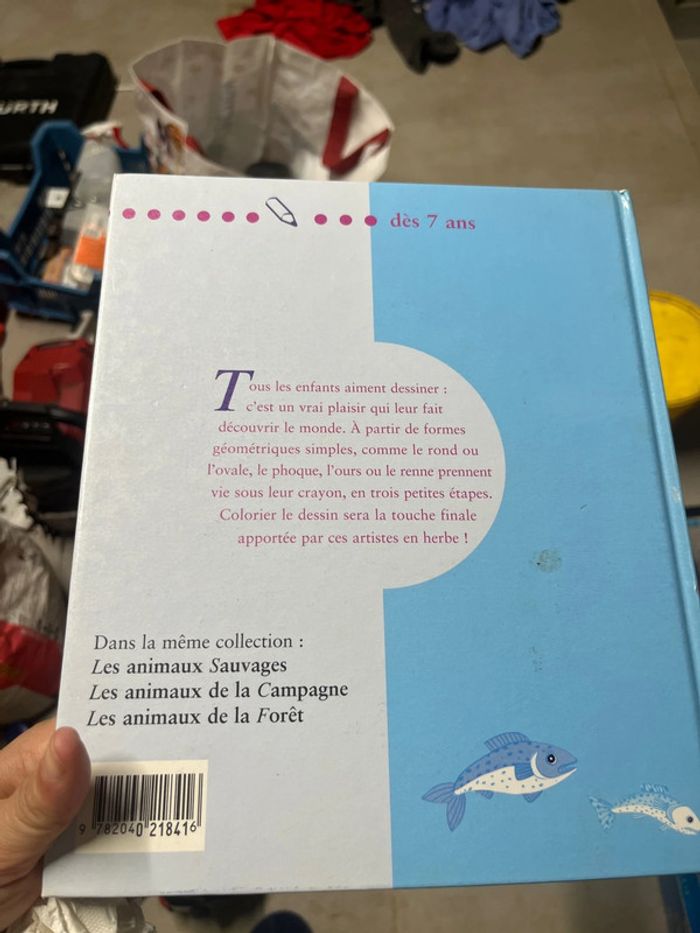 URTH
dès 7 ans
Tous les enfants aiment dessiner :
c'est un vrai plaisir qui leur fait
découvrir le monde. À partir de formes
géométriques simples, comme le rond ou
l'ovale, le phoque, l'ours ou le renne prennent
vie sous leur crayon, en trois petites étapes.
Colorier le dessin sera la touche finale
apportée par ces artistes en herbe !
Dans la même collection :
Les animaux Sauvages
Les animaux de la Campagne
Les animaux de la Forêt
9 782040 218416